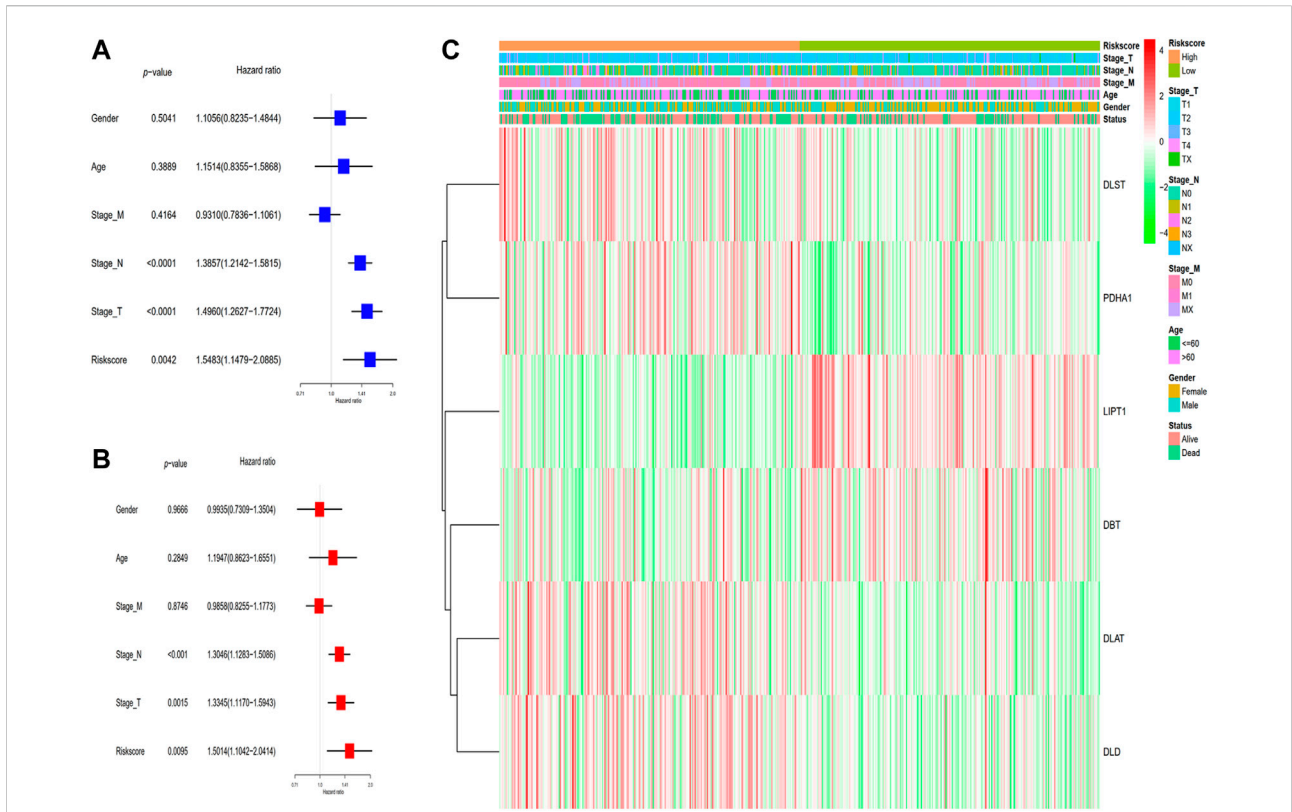 A
p-value Hazard ratio
Gender 0.5041 1.1056(0.8235-1.4844)
Age 0.3889 1.1514(0.8355-1.5868)
Stage_M 0.4164 0.9310(0.7836-1.1061)
Stage_N <0.0001 1.3857(1.2142-1.5815)
Stage_T <0.0001 1.4960(1.2627-1.7724)
Riskscore 0.0042 1.5483(1.1479-2.0885)
0.71 1.0 1.41 2.0
Hazard ratio
B
p-value Hazard ratio
Gender 0.9666 0.9935(0.7309-1.3504)
Age 0.2849 1.1947(0.8623-1.6551)
Stage_M 0.8746 0.9858(0.8255-1.1773)
Stage_N <0.001 1.3046(1.1283-1.5086)
Stage_T 0.0015 1.3345(1.1170-1.5943)
Riskscore 0.0095 1.5014(1.1042-2.0414)
0.71 1.0 1.41 2.0
Hazard ratio
C
Riskscore
Stage_T
Stage_N
Stage_M
Age
Gender
Status
DLST
PDHA1
LIPT1
DBT
DLAT
DLD
4
2
0
-2
-4
Riskscore
High
Low
Stage_T
T1
T2
T3
T4
TX
Stage_N
N0
N1
N2
N3
NX
Stage_M
M0
M1
MX
Age
<=60
>60
Gender
Female
Male
Status
Alive
Dead